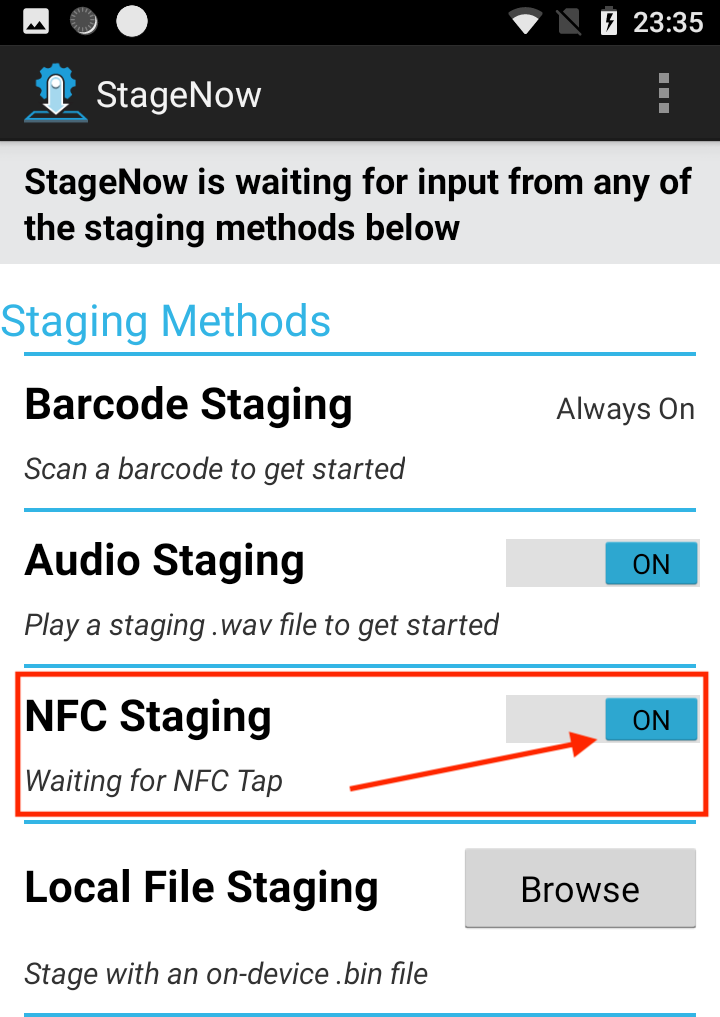 23:35
StageNow
StageNow is waiting for input from any of
the staging methods below
Staging Methods
Barcode Staging
Always On
Scan a barcode to get started
Audio Staging
ON
Play a staging .wav file to get started
NFC Staging
ON
Waiting for NFC Tap
Local File Staging
Browse
Stage with an on-device .bin file